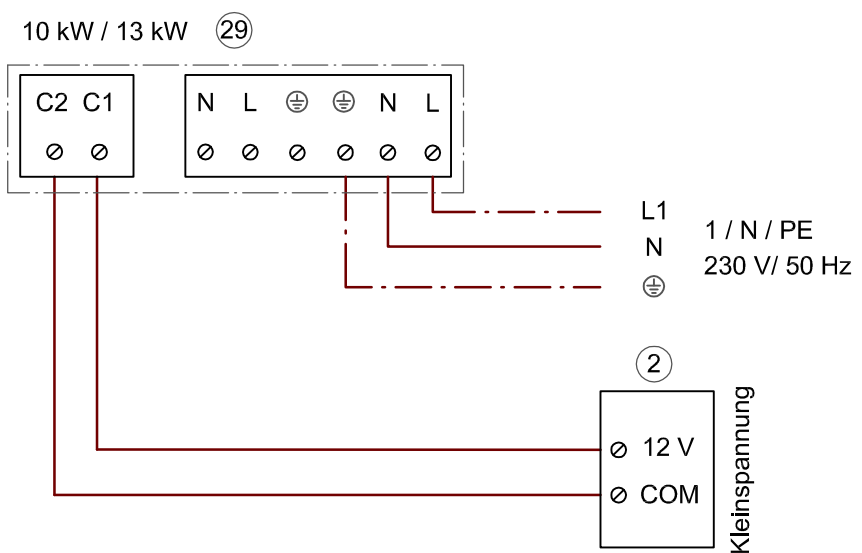 10 kW / 13 kW 29
C2 C1 N L N L
L1
N
1 / N / PE
230 V/ 50 Hz
2
12 V
COM
Kleinspannung